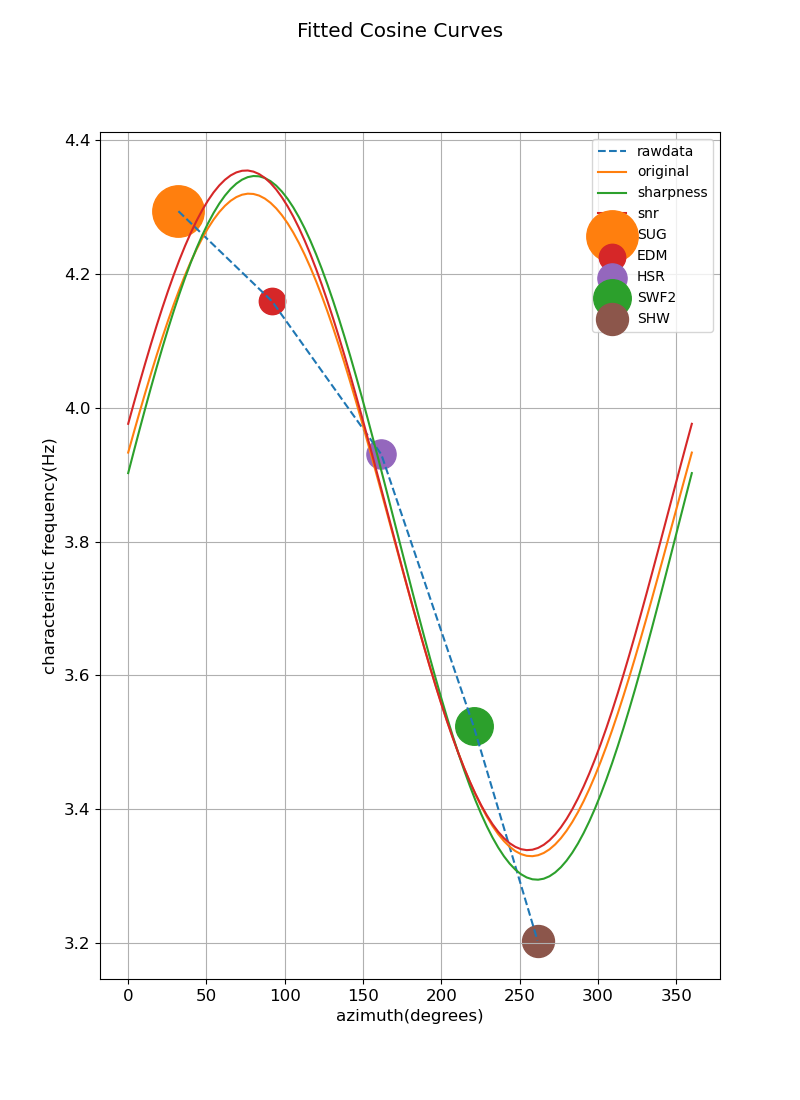 Fitted Cosine Curves
4.4
4.2
4.0
3.8
3.6
3.4
3.2
characteristic frequency(Hz)
rawdata
original
sharpness
snr
SUG
EDM
HSR
SWF2
SHW
0 50 100 150 200 250 300 350
azimuth(degrees)